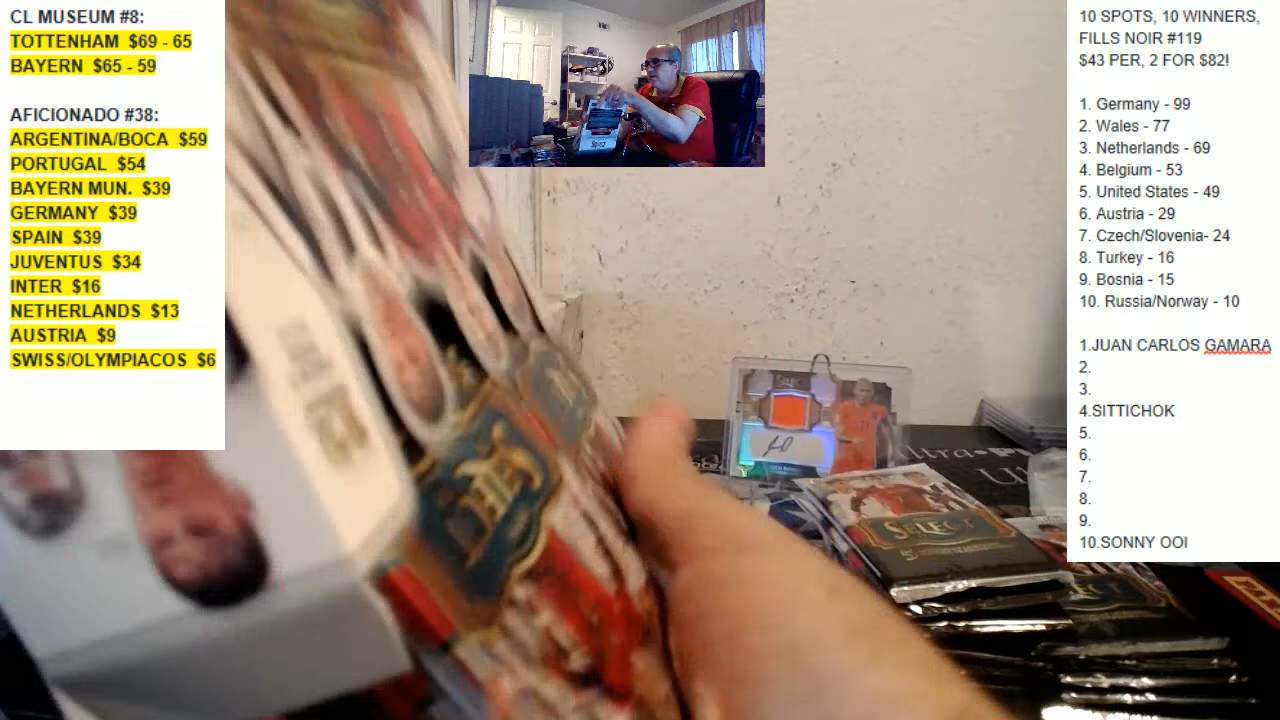 CL MUSEUM #8:
TOTTENHAM $69 - 65
BAYERN $65 - 59
AFICIONADO #38:
ARGENTINA/BOCA $59
PORTUGAL $54
BAYERN MUN. $39
GERMANY $39
SPAIN $39
JUVENTUS $34
INTER $16
NETHERLANDS $13
AUSTRIA $9
SWISS/OLYMPIACOS $6
SELECT
10 SPOTS, 10 WINNERS,
FILLS NOIR #119
$43 PER, 2 FOR $82!
1. Germany - 99
2. Wales - 77
3. Netherlands - 69
4. Belgium - 53
5. United States - 49
6. Austria - 29
7. Czech/Slovenia- 24
8. Turkey - 16
9. Bosnia - 15
10. Russia/Norway - 10
1.JUAN CARLOS GAMARA
2.
3.
4.SITTICHOK
5.
6.
7.
8.
9.
10.SONNY OOI